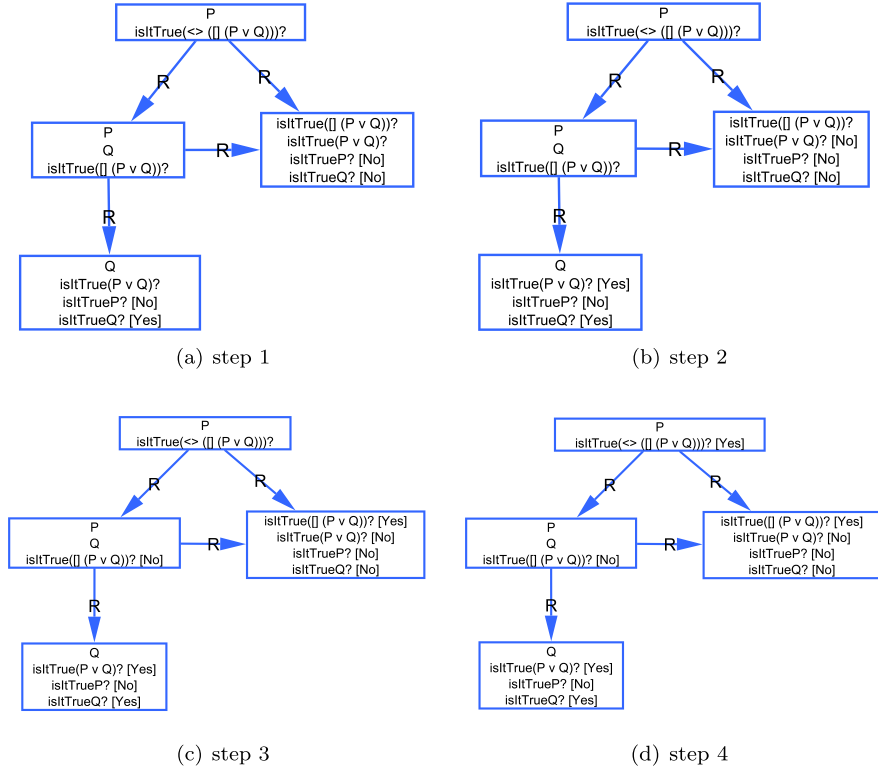 P
isItTrue(<> ([] (P v Q)))?
R
R
P
Q
isItTrue([] (P v Q))?
R
isItTrue([] (P v Q))?
isItTrue(P v Q)?
isItTrueP? [No]
isItTrueQ? [No]
R
Q
isItTrue(P v Q)?
isItTrueP? [No]
isItTrueQ? [Yes]
(a) step 1
P
isItTrue(<> ([] (P v Q)))?
R
R
P
Q
isItTrue([] (P v Q))?
R
isItTrue([] (P v Q))?
isItTrue(P v Q)? [No]
isItTrueP? [No]
isItTrueQ? [No]
R
Q
isItTrue(P v Q)? [Yes]
isItTrueP? [No]
isItTrueQ? [Yes]
(b) step 2
P
isItTrue(<> ([] (P v Q)))?
R
R
P
Q
isItTrue([] (P v Q))? [No]
R
isItTrue([] (P v Q))? [Yes]
isItTrue(P v Q)? [No]
isItTrueP? [No]
isItTrueQ? [No]
R
Q
isItTrue(P v Q)? [Yes]
isItTrueP? [No]
isItTrueQ? [Yes]
(c) step 3
P
isItTrue(<> ([] (P v Q)))? [Yes]
R
R
P
Q
isItTrue([] (P v Q))? [No]
R
isItTrue([] (P v Q))? [Yes]
isItTrue(P v Q)? [No]
isItTrueP? [No]
isItTrueQ? [No]
R
Q
isItTrue(P v Q)? [Yes]
isItTrueP? [No]
isItTrueQ? [Yes]
(d) step 4